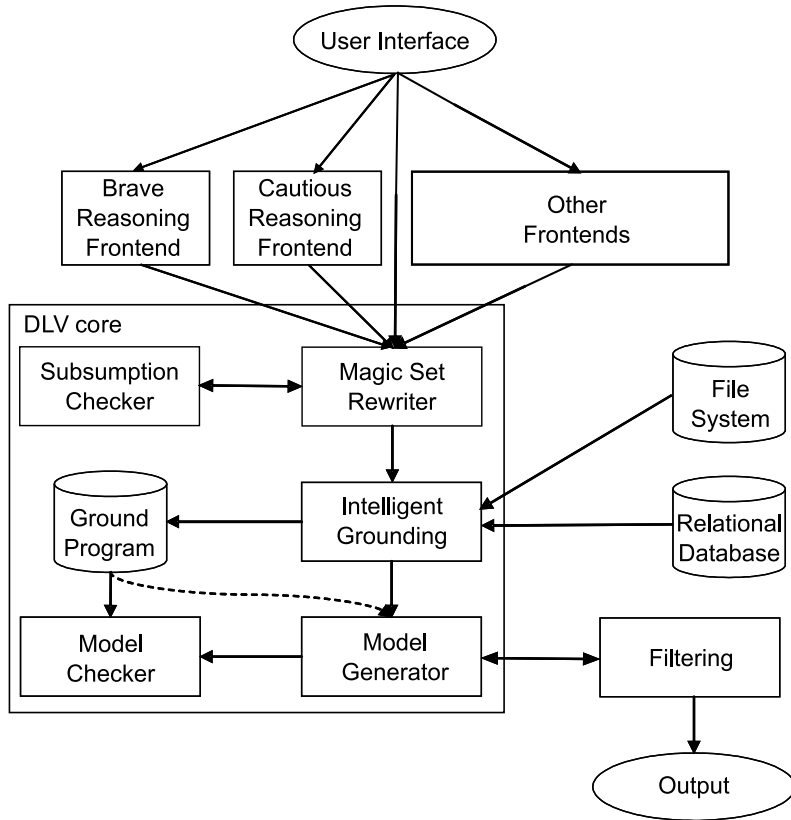 User Interface
Brave
Reasoning
Frontend
Cautious
Reasoning
Frontend
Other
Frontends
DLV core
Subsumption
Checker
Magic Set
Rewriter
File
System
Ground
Program
Intelligent
Grounding
Relational
Database
Model
Checker
Model
Generator
Filtering
Output